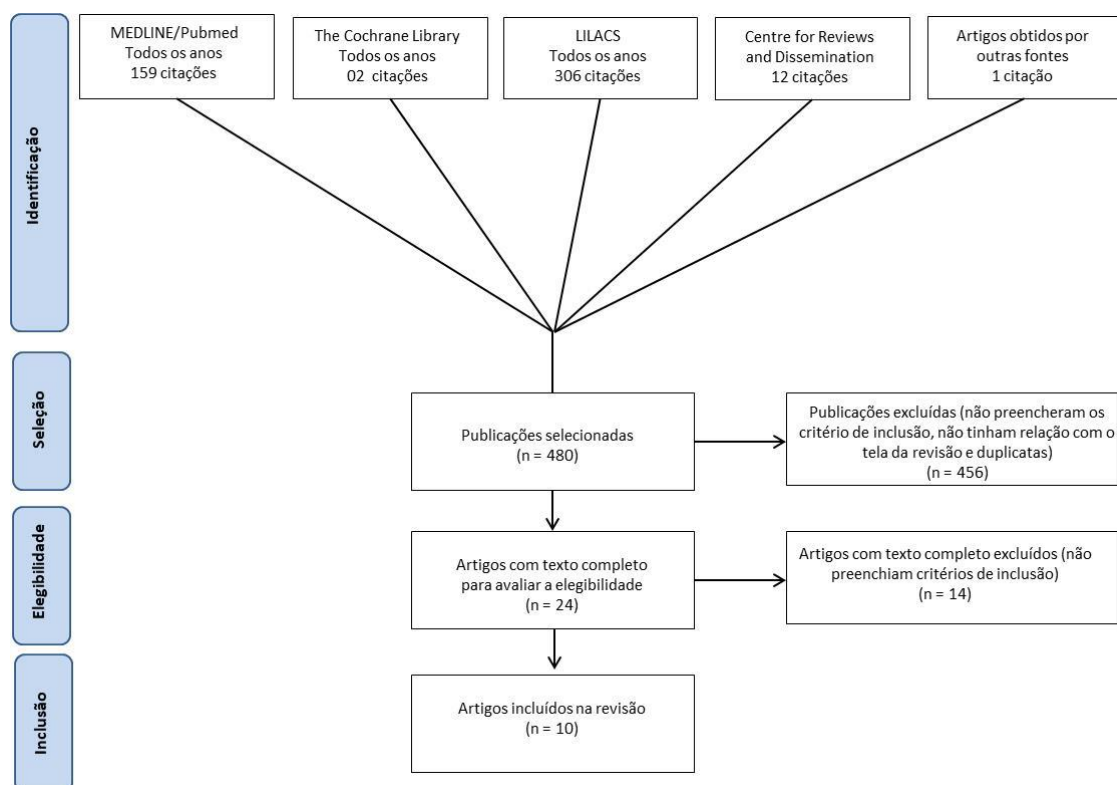 Identificação
MEDLINE/Pubmed
Todos os anos
159 citações
The Cochrane Library
Todos os anos
02 citações
LILACS
Todos os anos
306 citações
Centre for Reviews
and Dissemination
12 citações
Artigos obtidos por
outras fontes
1 citação
Seleção
Publicações selecionadas
(n = 480)
Publicações excluídas (não preencheram os
critério de inclusão, não tinham relação com o
tela da revisão e duplicatas)
(n = 456)
Elegibilidade
Artigos com texto completo
para avaliar a elegibilidade
(n = 24)
Artigos com texto completo excluídos (não
preenchiam critérios de inclusão)
(n = 14)
Inclusão
Artigos incluídos na revisão
(n = 10)